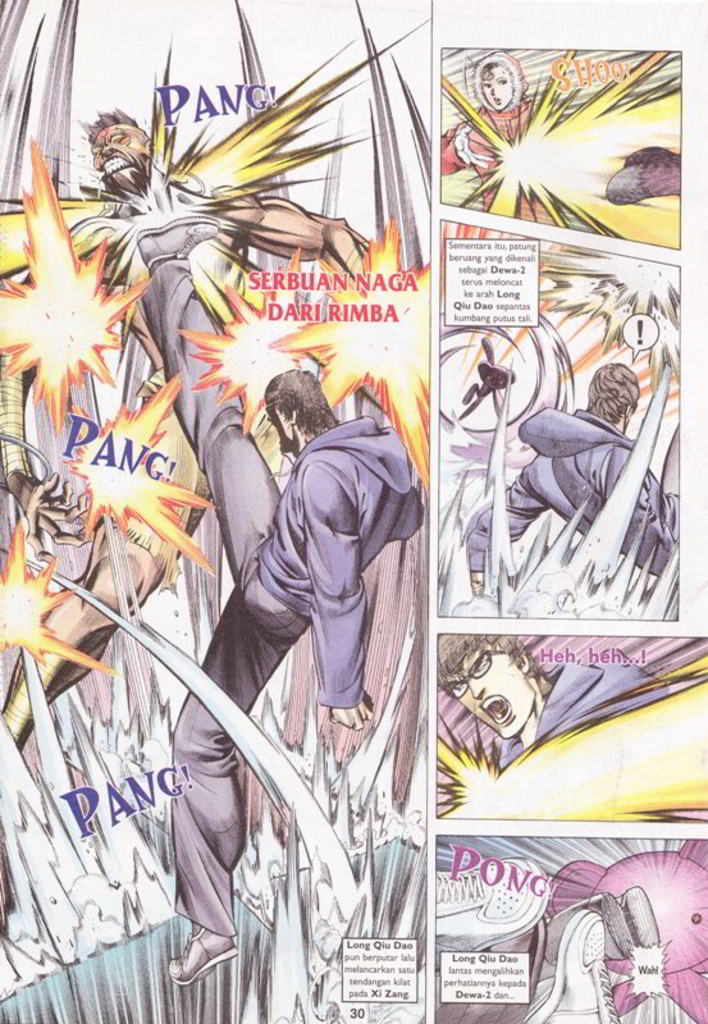 PANG!
SERBUAN NAGA
DARI RIMBA
PANG!
PANG!
Long Qiu Dao
pun berputar lalu
melancarkan satu
tendangan kilat
pada Xi Zang.
30
SHOO!
Sementara itu, patung
beruang yang dikenali
sebagai Dewa-2
terus meloncat
ke arah Long
Qiu Dao sepantas
kumbang putus tali.
!
Heh, heh...!
PONG!
Long Qiu Dao
lantas mengalihkan
perhatiannya kepada
Dewa-2 dan...
Wah!